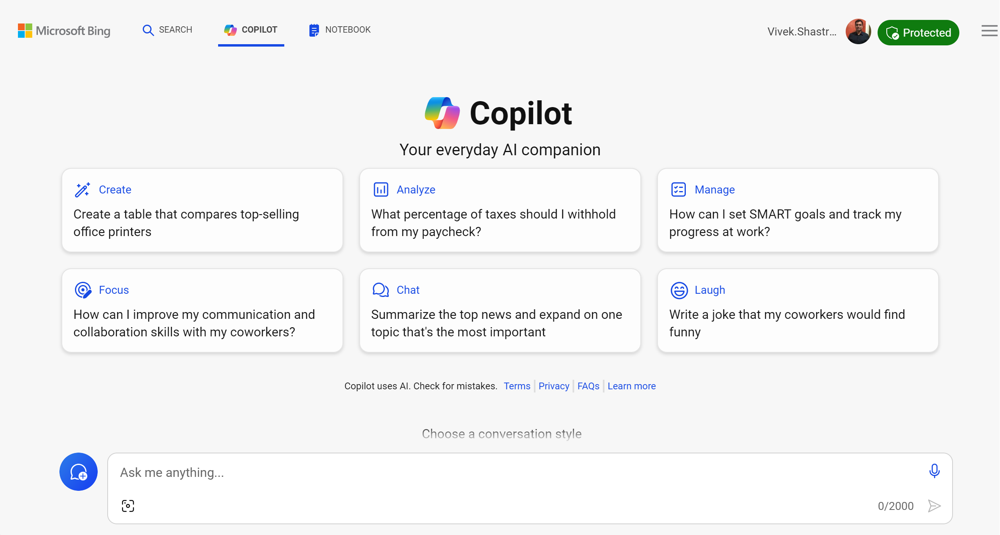 Microsoft Bing
SEARCH
COPILOT
NOTEBOOK
Vivek.Shastr...
Protected
Copilot
Your everyday AI companion
Create
Create a table that compares top-selling
office printers
Analyze
What percentage of taxes should I withhold
from my paycheck?
Manage
How can I set SMART goals and track my
progress at work?
Focus
How can I improve my communication and
collaboration skills with my coworkers?
Chat
Summarize the top news and expand on one
topic that's the most important
Laugh
Write a joke that my coworkers would find
funny
Copilot uses AI. Check for mistakes. Terms Privacy FAQs Learn more
Choose a conversation style
Ask me anything...
0/2000